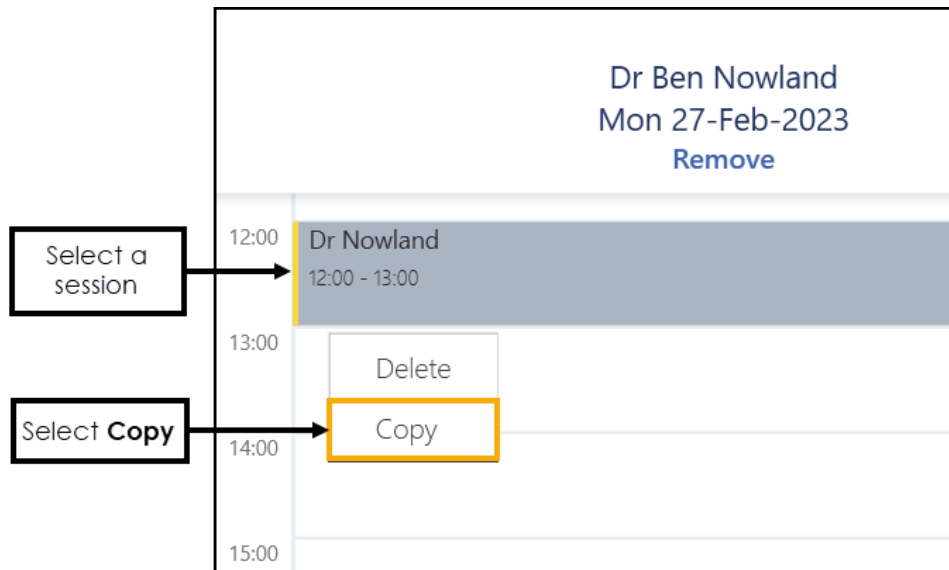 Dr Ben Nowland
Mon 27-Feb-2023
Remove
Select a
session
12:00
Dr Nowland
12:00 - 13:00
13:00
Delete
Select Copy
Copy
14:00
15:00